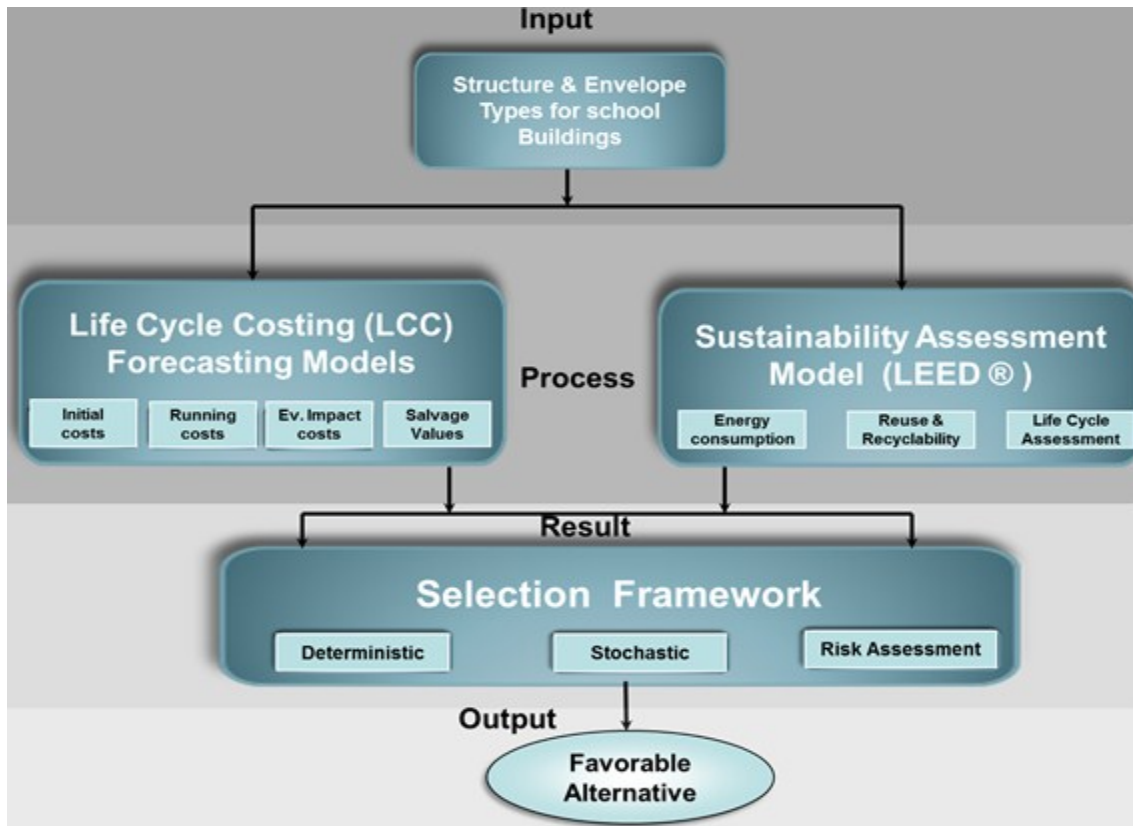 Input
Structure & Envelope
Types for school
Buildings
Life Cycle Costing (LCC)
Forecasting Models
Initial
costs
Running
costs
Ev. Impact
costs
Salvage
Values
Process
Sustainability Assessment
Model (LEED ® )
Energy
consumption
Reuse &
Recyclability
Life Cycle
Assessment
Result
Selection Framework
Deterministic
Stochastic
Risk Assessment
Output
Favorable
Alternative